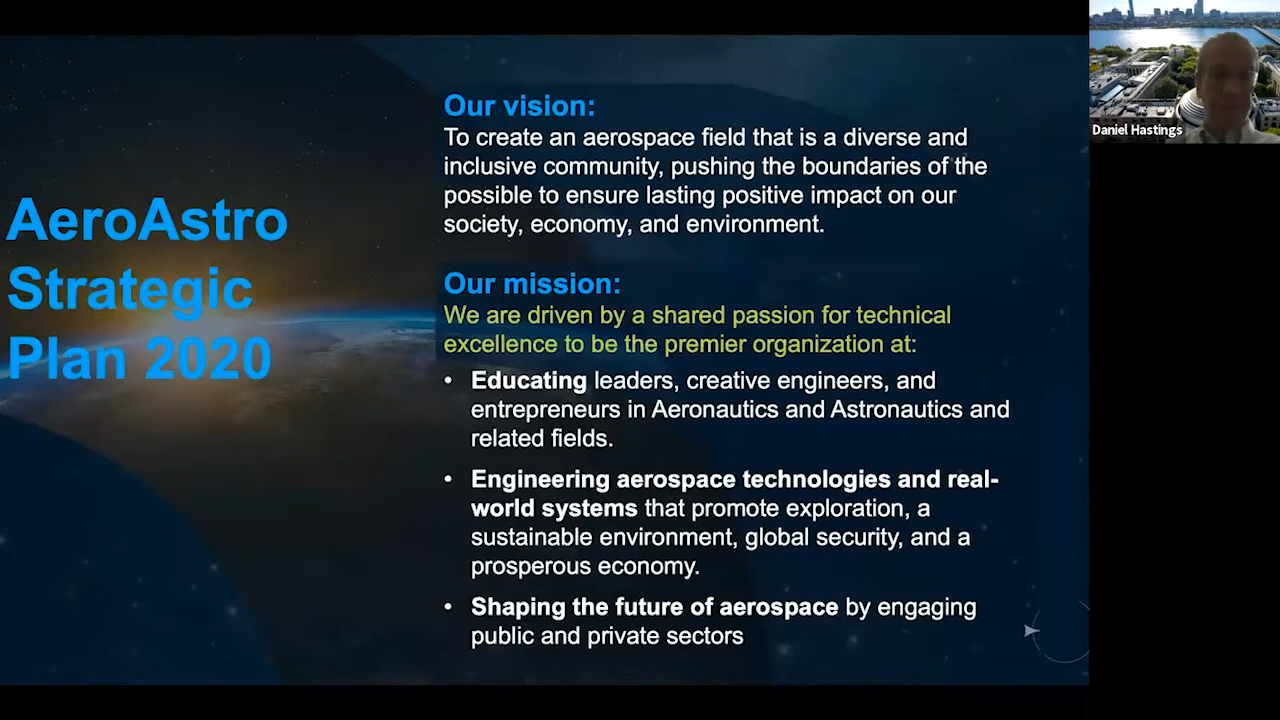 AeroAstro
Strategic
Plan 2020
Our vision:
To create an aerospace field that is a diverse and
inclusive community, pushing the boundaries of the
possible to ensure lasting positive impact on our
society, economy, and environment.
Our mission:
We are driven by a shared passion for technical
excellence to be the premier organization at:
• Educating leaders, creative engineers, and
entrepreneurs in Aeronautics and Astronautics and
related fields.
• Engineering aerospace technologies and real-
world systems that promote exploration, a
sustainable environment, global security, and a
prosperous economy.
• Shaping the future of aerospace by engaging
public and private sectors
Daniel Hastings